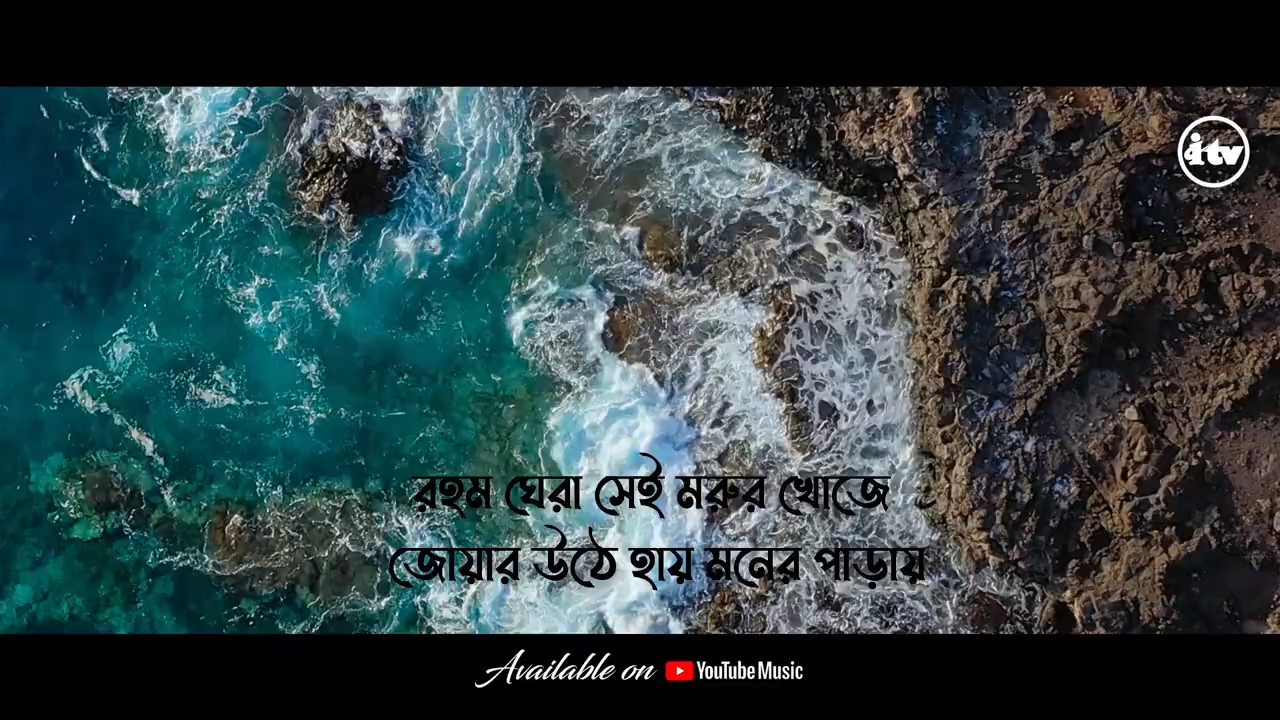 itv
রহম ঘেরা সেই মরুর খোজে
জোয়ার উঠে হায় মনের পাড়ায়
Available on YouTube Music